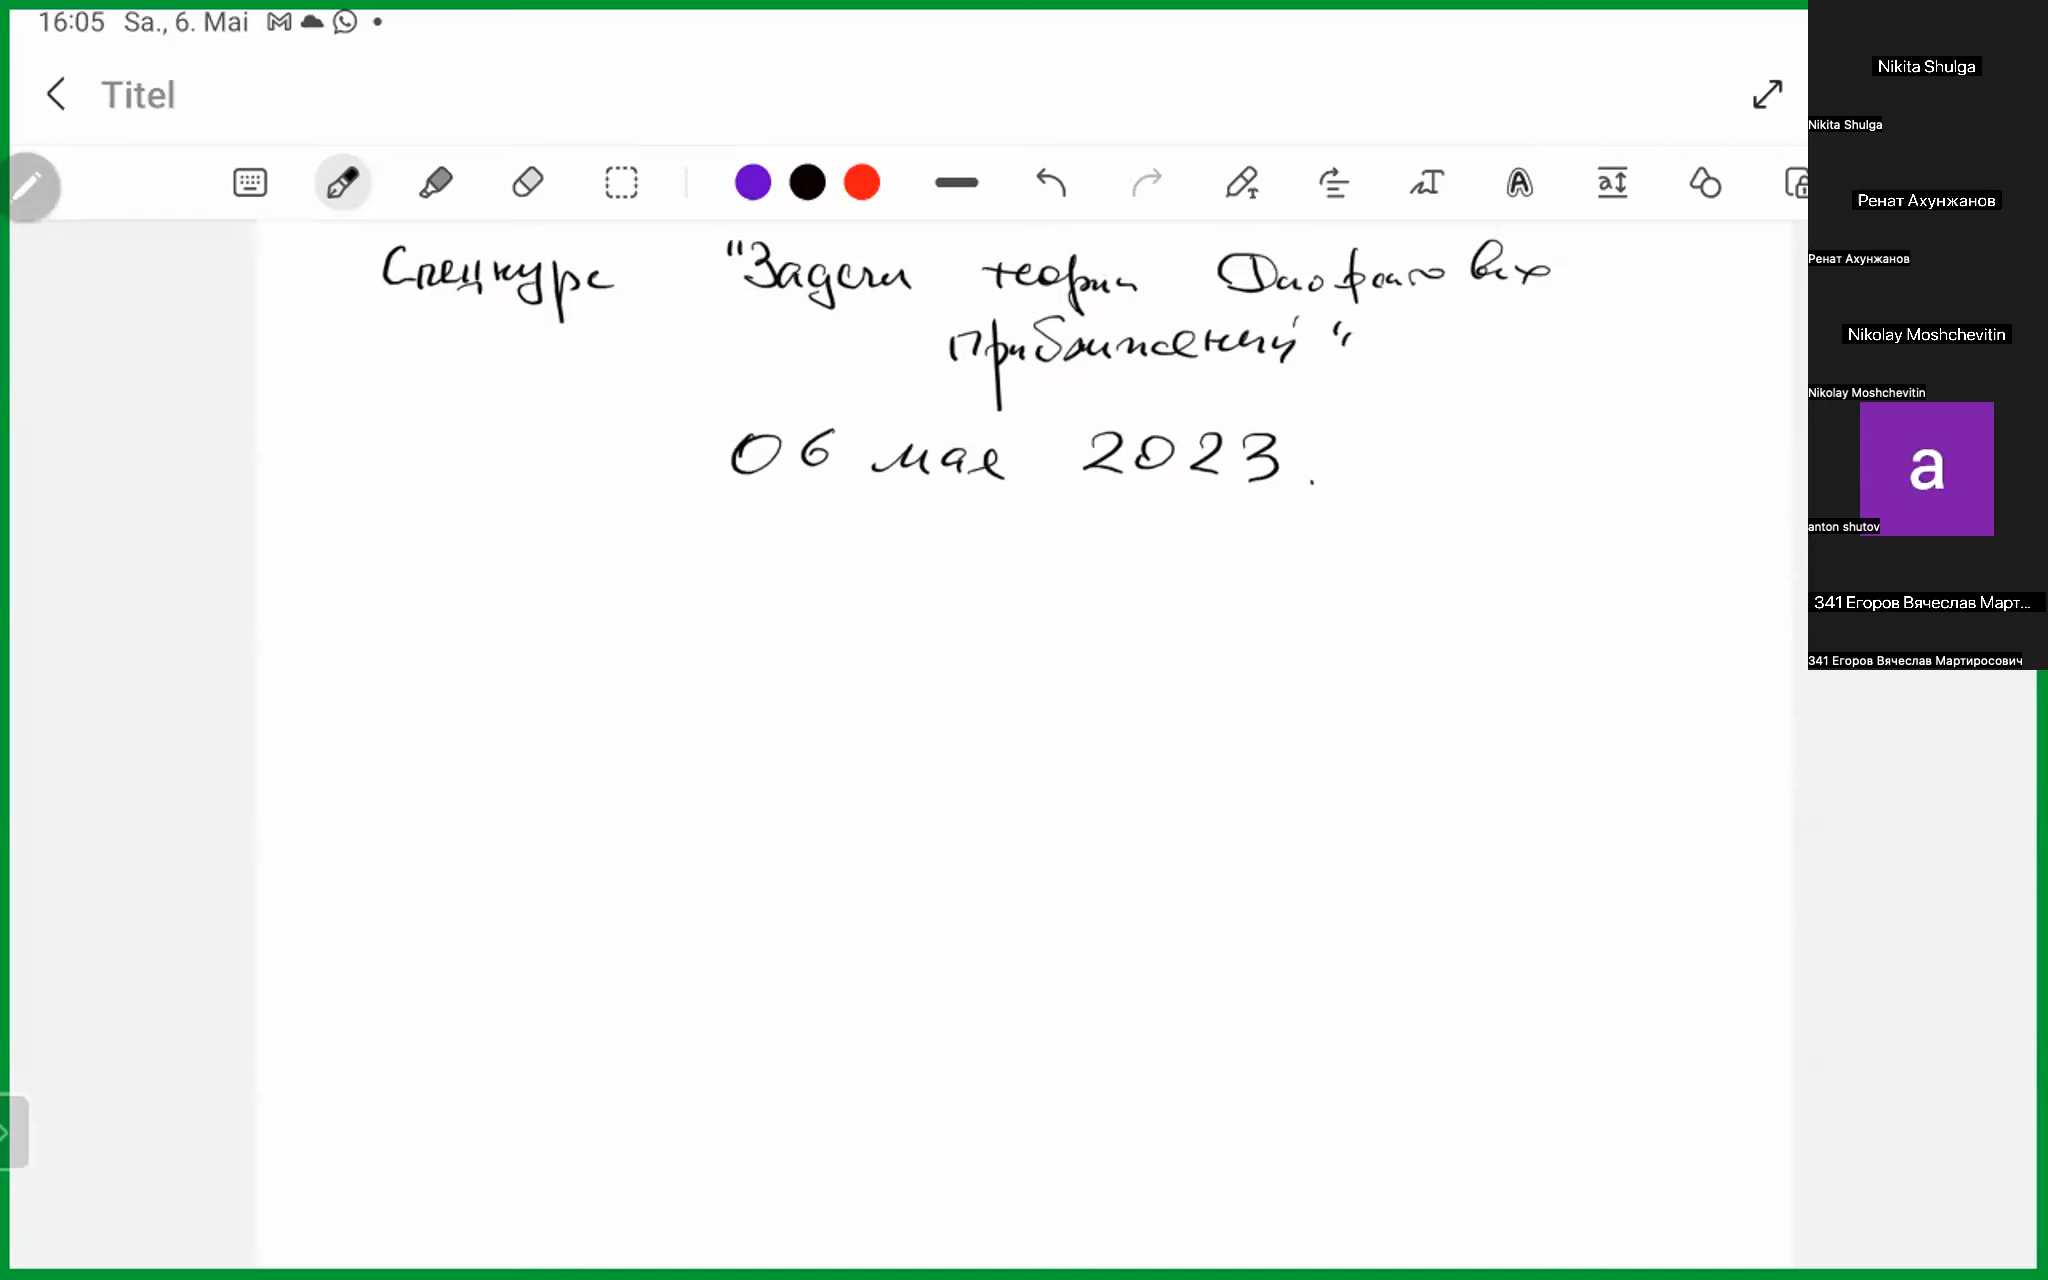 16:05 Sa., 6. Mai
Titel
Спецкурс "Задачи теории Диофантовых
приближений"
06 мая 2023.
Nikita Shulga
Nikita Shulga
Ренат Ахунжанов
Ренат Ахунжанов
Nikolay Moshchevitin
Nikolay Moshchevitin
a
anton shutov
341 Егоров Вячеслав Март...
341 Егоров Вячеслав Мартиросович